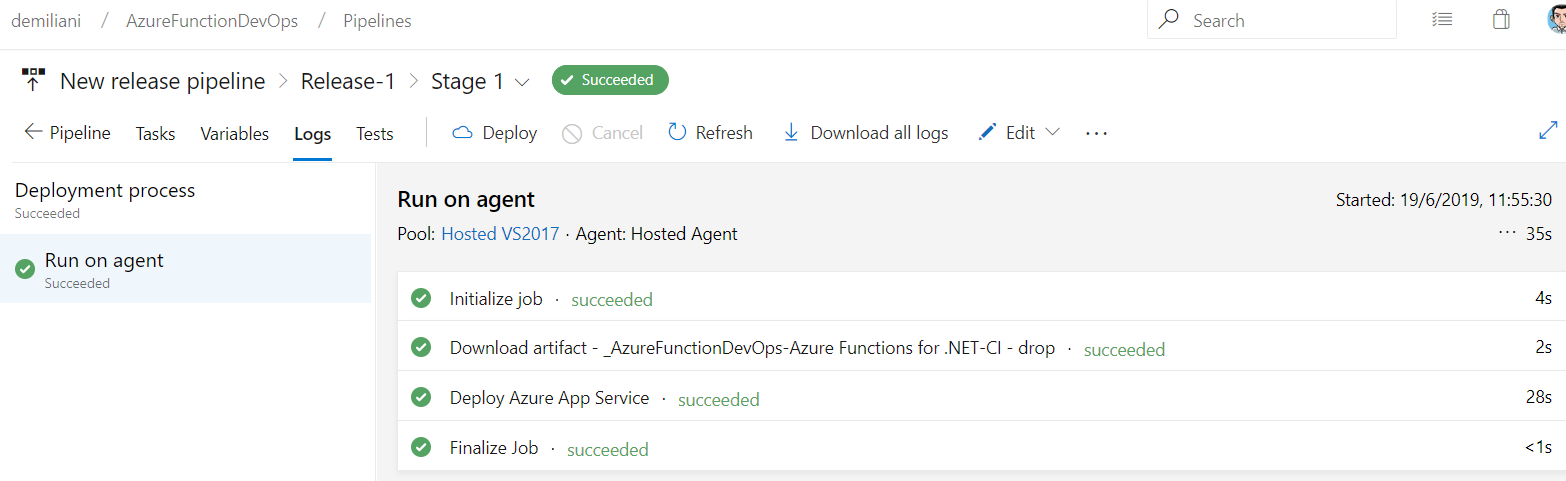 demiliani / AzureFunctionDevOps / Pipelines
Search
New release pipeline > Release-1 > Stage 1 Succeeded
Pipeline Tasks Variables Logs Tests Deploy Cancel Refresh Download all logs Edit ...
Deployment process
Succeeded
Run on agent
Succeeded
Run on agent Started: 19/6/2019, 11:55:30
Pool: Hosted VS2017 · Agent: Hosted Agent ... 35s
Initialize job · succeeded 4s
Download artifact - _AzureFunctionDevOps-Azure Functions for .NET-CI - drop · succeeded 2s
Deploy Azure App Service · succeeded 28s
Finalize Job · succeeded <1s